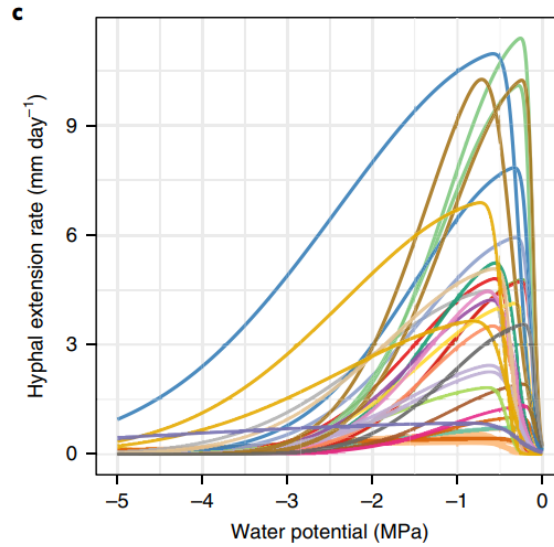 c
Hyphal extension rate (mm day⁻¹)
9
6
3
0
–5 –4 –3 –2 –1 0
Water potential (MPa)